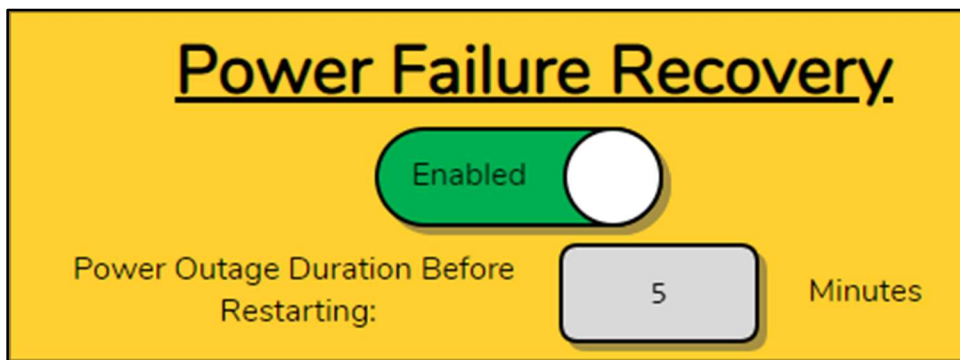 Power Failure Recovery
Enabled
Power Outage Duration Before
Restarting:
5
Minutes